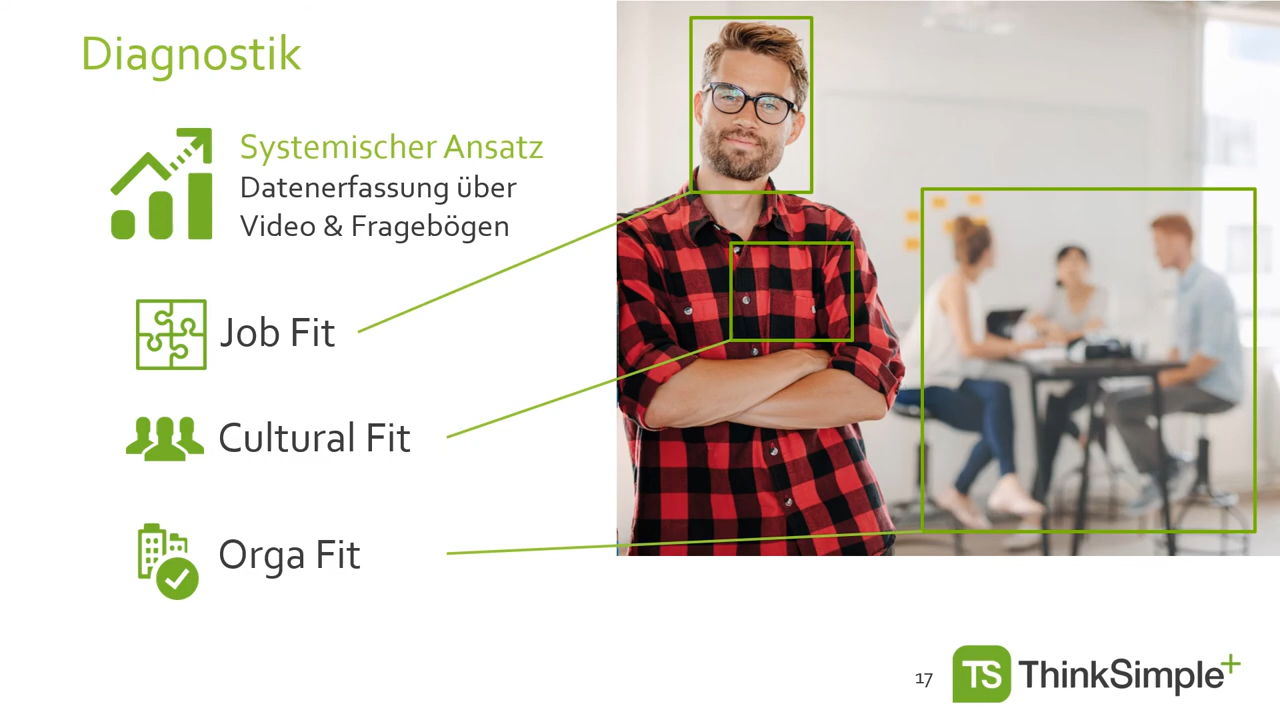 Diagnostik
Systemischer Ansatz
Datenerfassung über
Video & Fragebögen
Job Fit
Cultural Fit
Orga Fit
17
TS ThinkSimple+